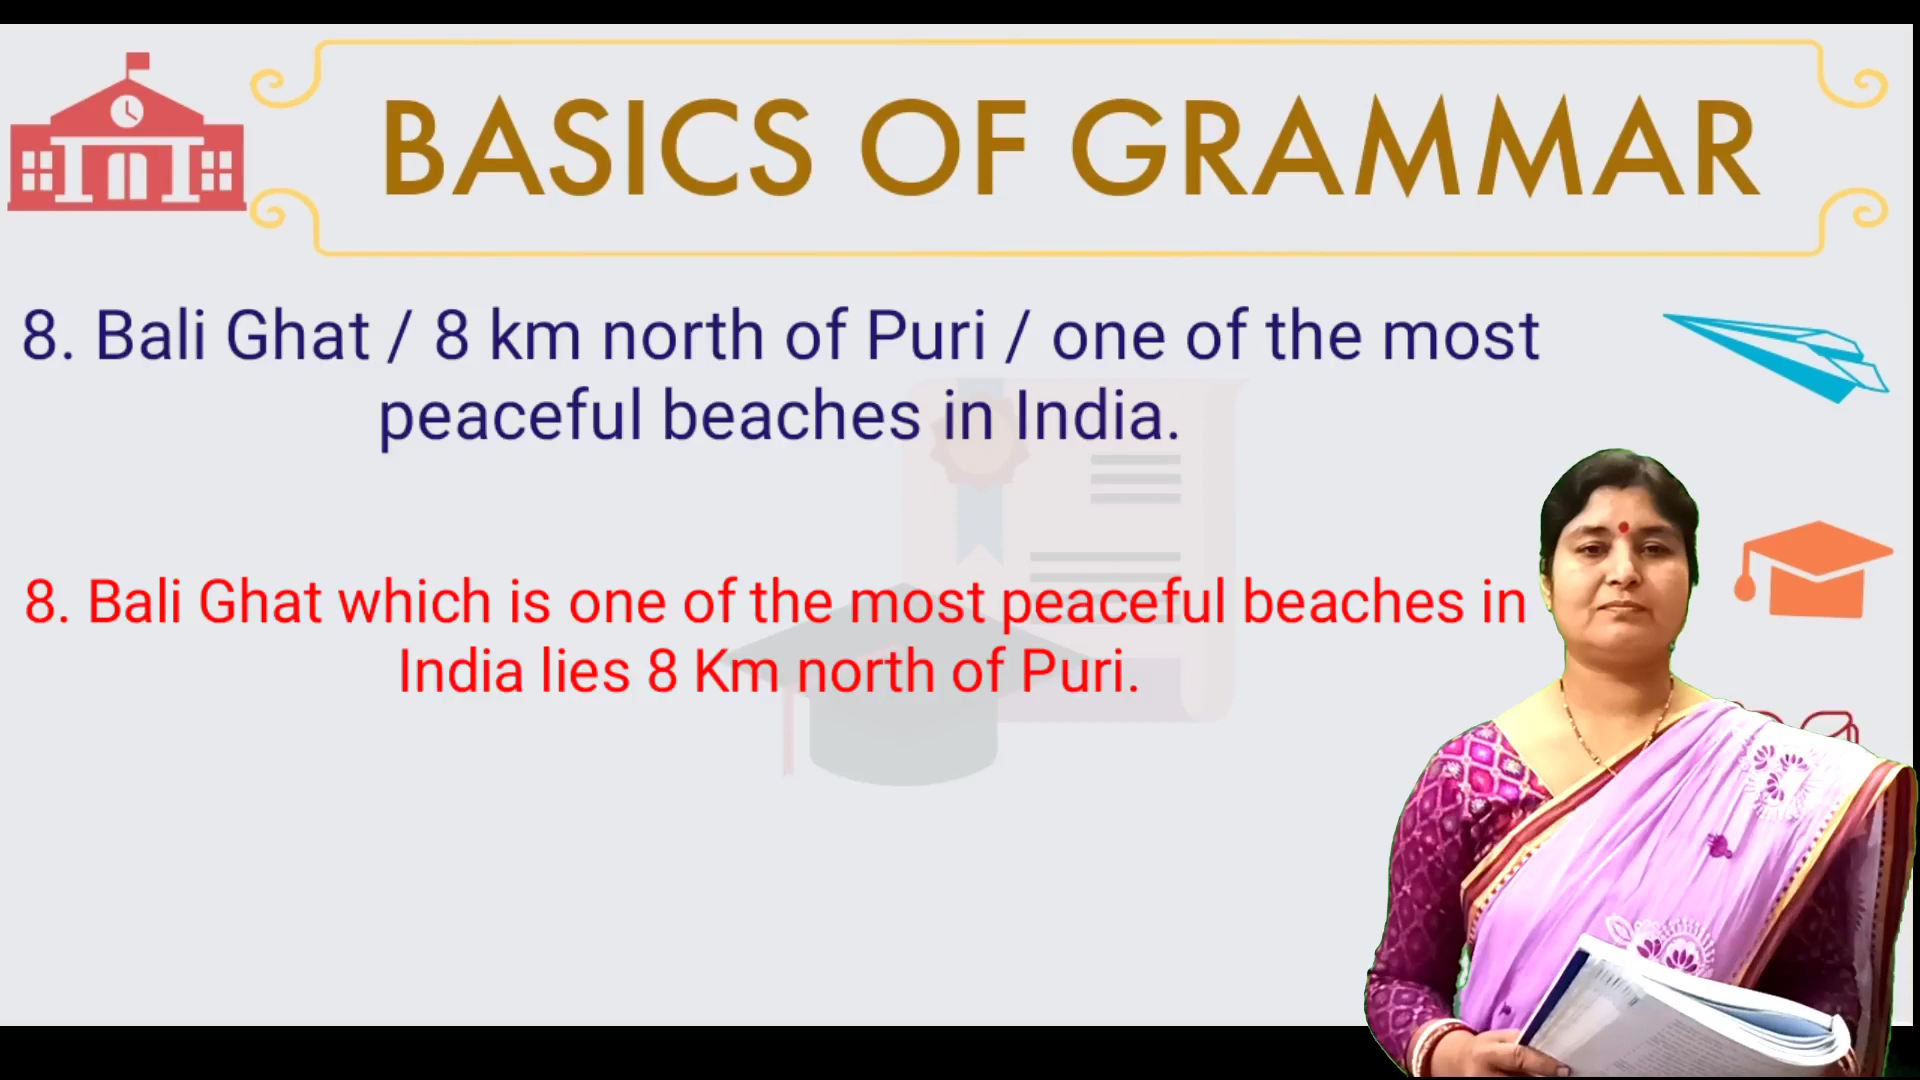 BASICS OF GRAMMAR
8. Bali Ghat / 8 km north of Puri / one of the most
peaceful beaches in India.
8. Bali Ghat which is one of the most peaceful beaches in
India lies 8 Km north of Puri.